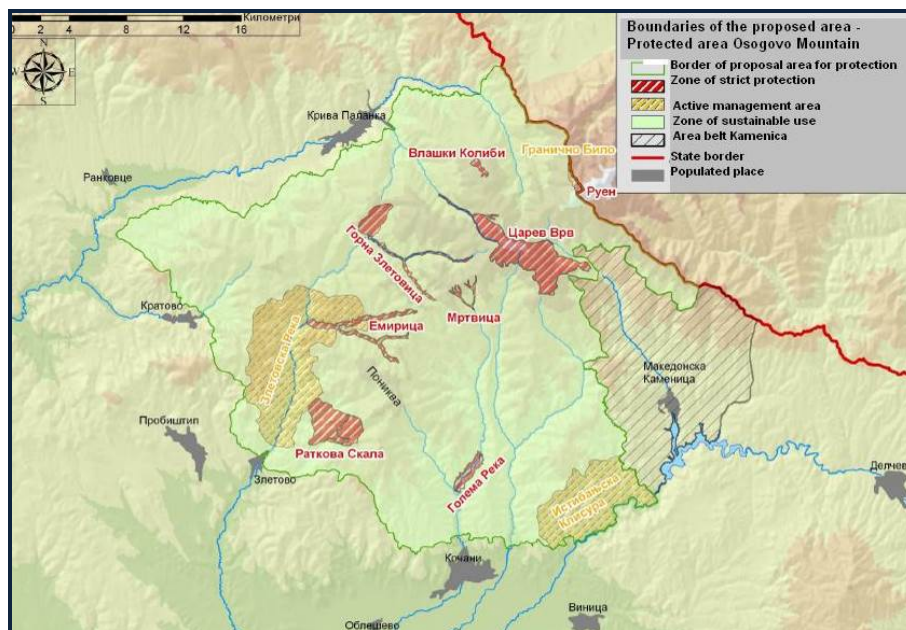 Километри
0 2 4 8 12 16
N
W E
S
Boundaries of the proposed area -
Protected area Osogovo Mountain
Border of proposal area for protection
Zone of strict protection
Active management area
Zone of sustainable use
Area belt Kamenica
State border
Populated place
Крива Паланка
Гранично Било
Влашки Колиби
Ранковце
Руен
Царев Врв
Горна Злетовица
Мртвица
Кратово
Емирица
Злетовска Река
Македонска
Каменица
Пониква
Пробиштип
Раткова Скала
Злетово
Голема Река
Истибањска
Клисура
Делчево
Кочани
Облешево
Виница